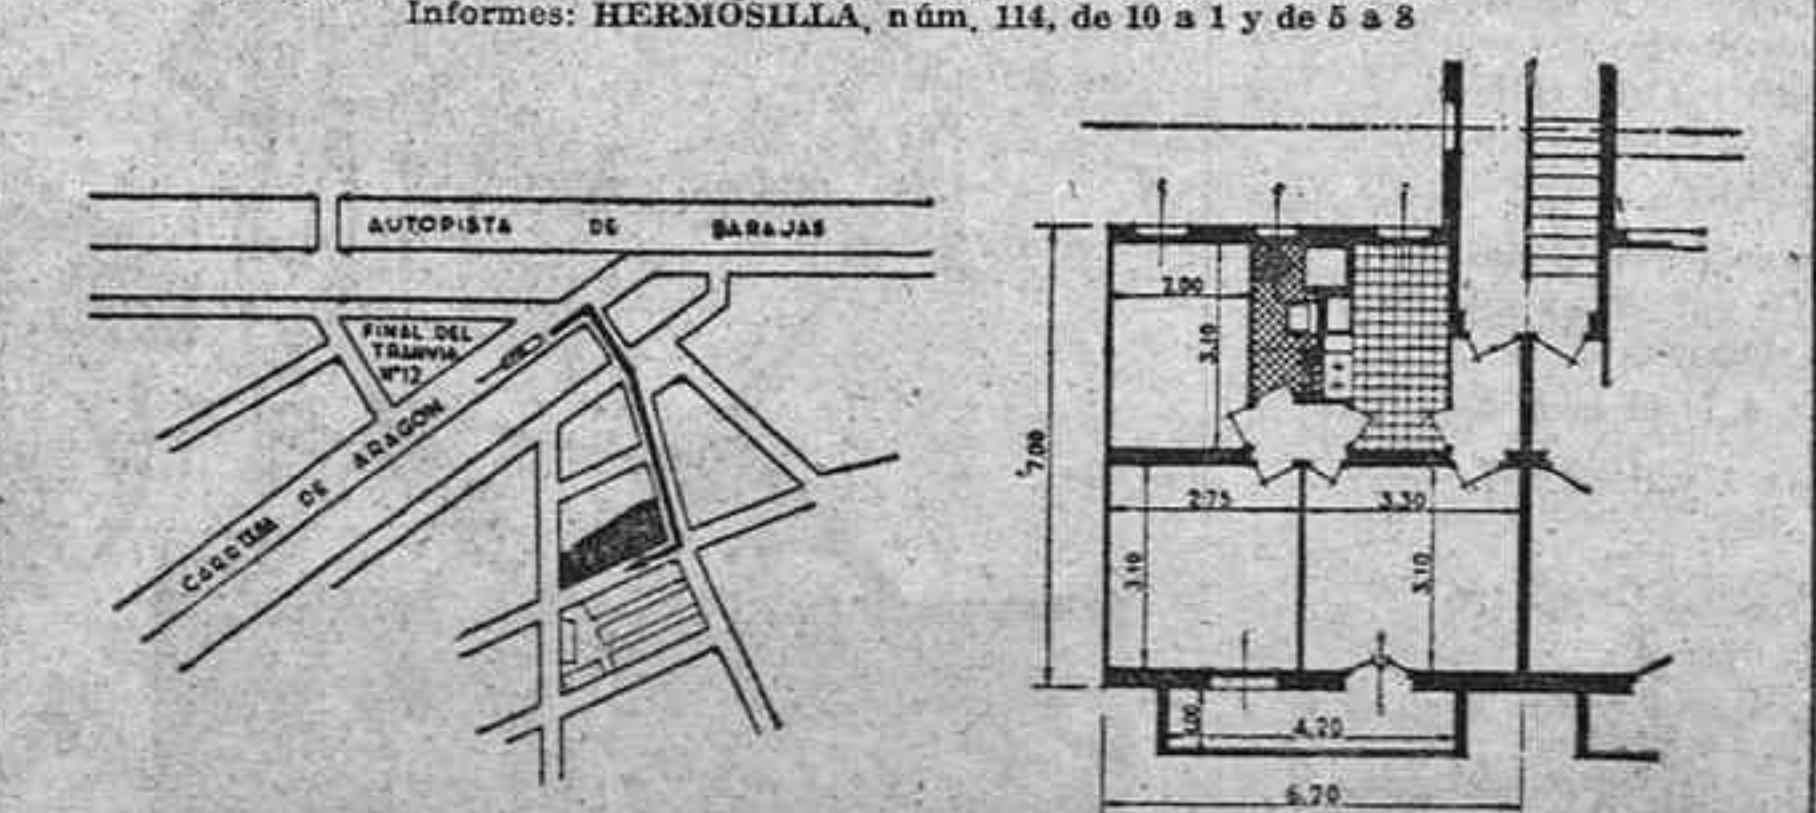 Informes: HERMOSILLA, núm. 114, de 10 a 1 y de 5 a 8
AUTOPISTA DE BARAJAS
FINAL DEL
TRANVIA
Nº12
CARRETERA DE ARAGON
2.00
3.10
7.00
2.75
3.30
3.10
3.10
1.00
4.20
6.70